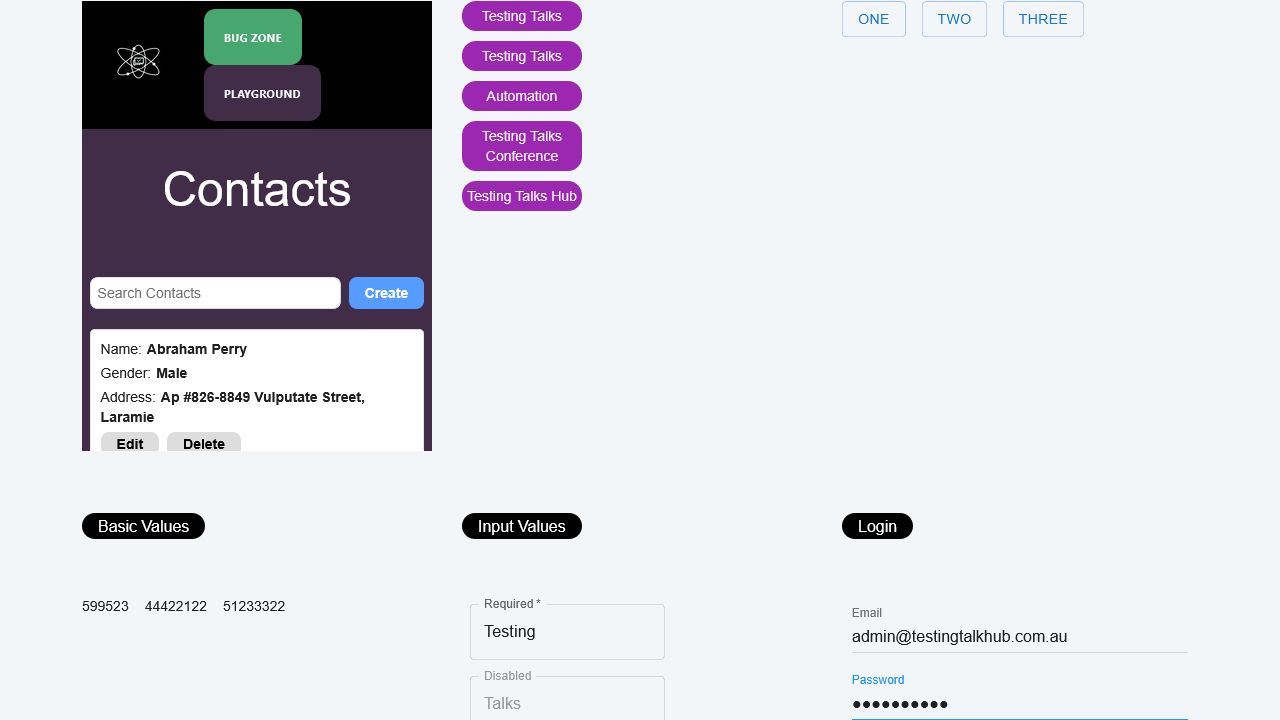 BUG ZONE
PLAYGROUND
Contacts
Search Contacts
Create
Name: Abraham Perry
Gender: Male
Address: Ap #826-8849 Vulputate Street,
Laramie
Edit Delete
Testing Talks
Testing Talks
Automation
Testing Talks
Conference
Testing Talks Hub
ONE TWO THREE
Basic Values
599523 44422122 51233322
Input Values
Required *
Testing
Disabled
Talks
Login
Email
admin@testingtalkhub.com.au
Password
●●●●●●●●●●